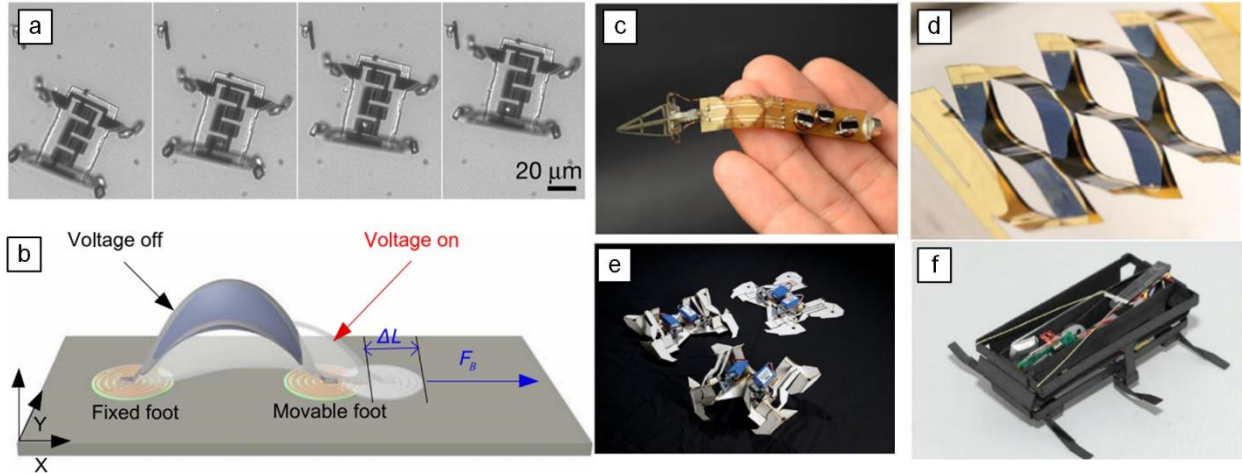 a
20 μm
c
d
b
Voltage off
Voltage on
ΔL
F_B
Fixed foot
Movable foot
Y
X
e
f